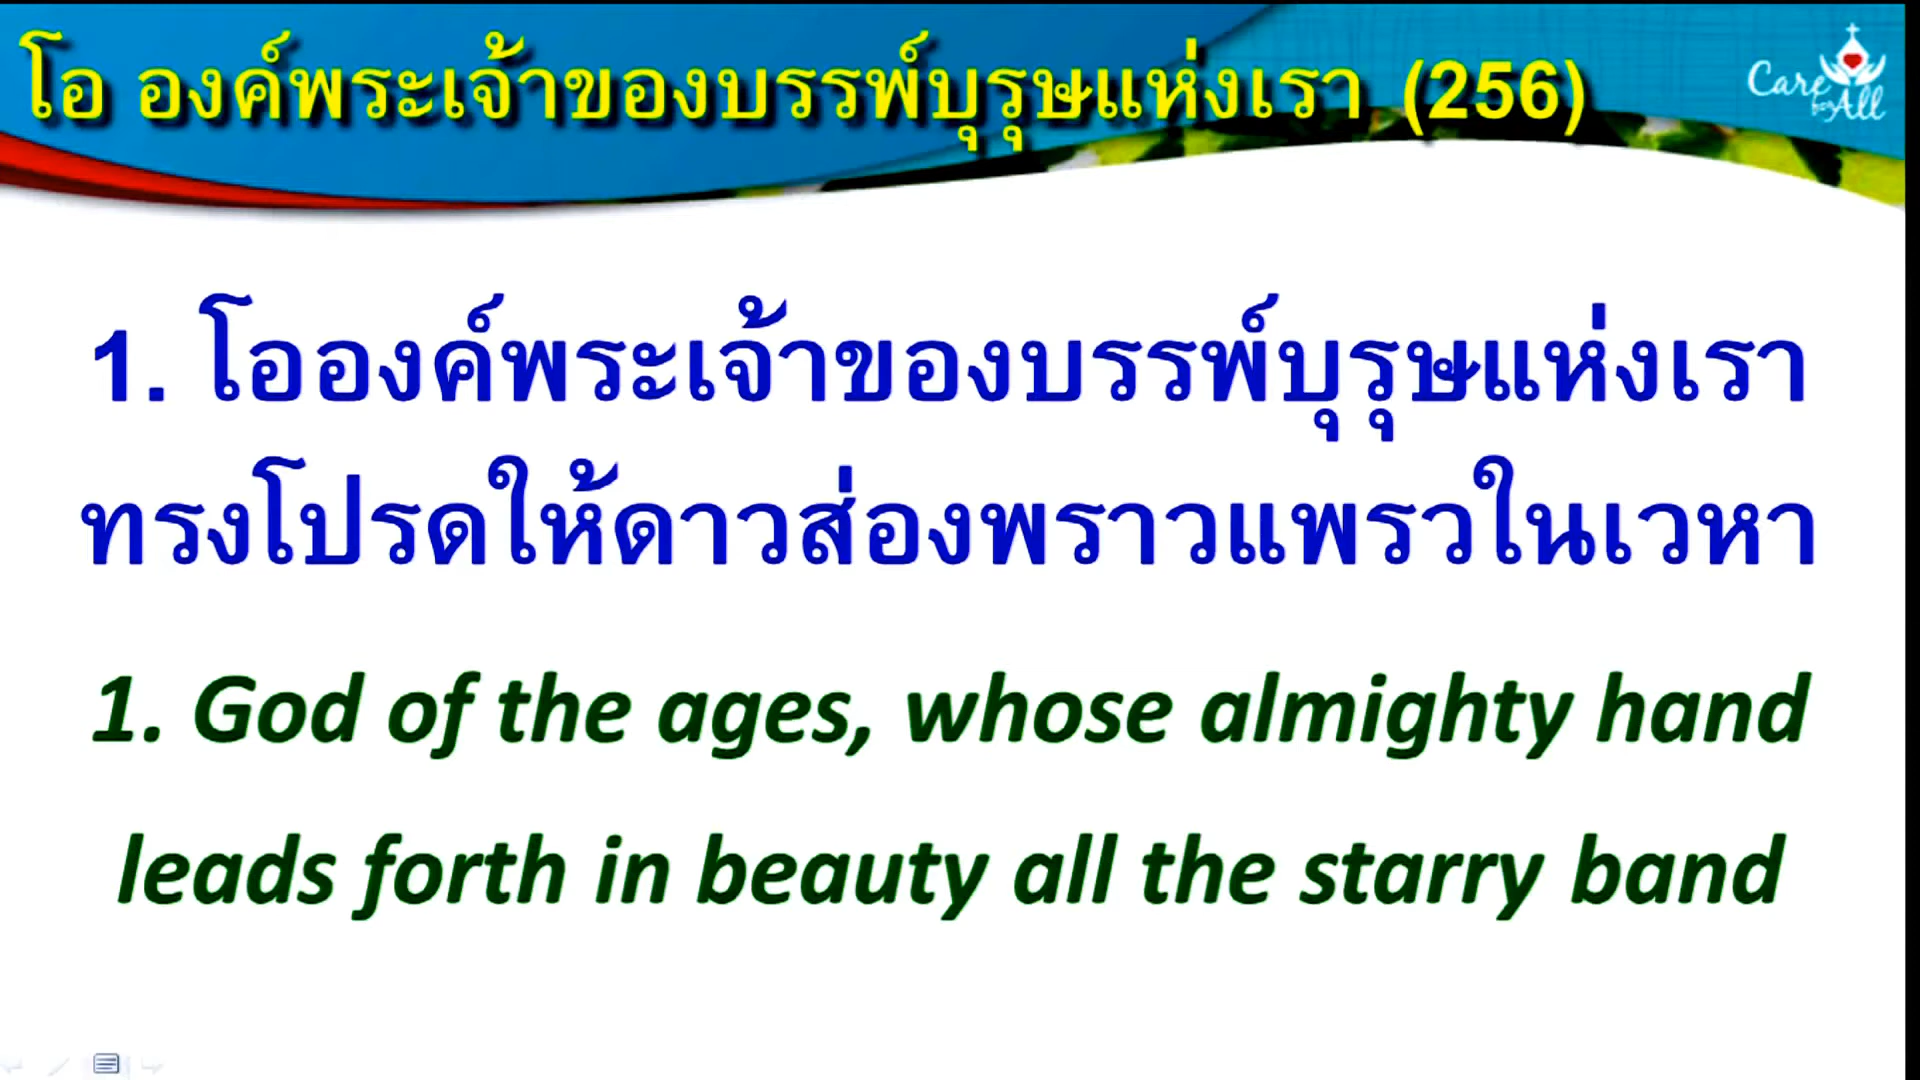 โอ องค์พระเจ้าของบรรพ์บุรุษแห่งเรา (256)
Care
for All
1. โอองค์พระเจ้าของบรรพ์บุรุษแห่งเรา
ทรงโปรดให้ดาวส่องพราวแพรวในเวหา
1. God of the ages, whose almighty hand
leads forth in beauty all the starry band